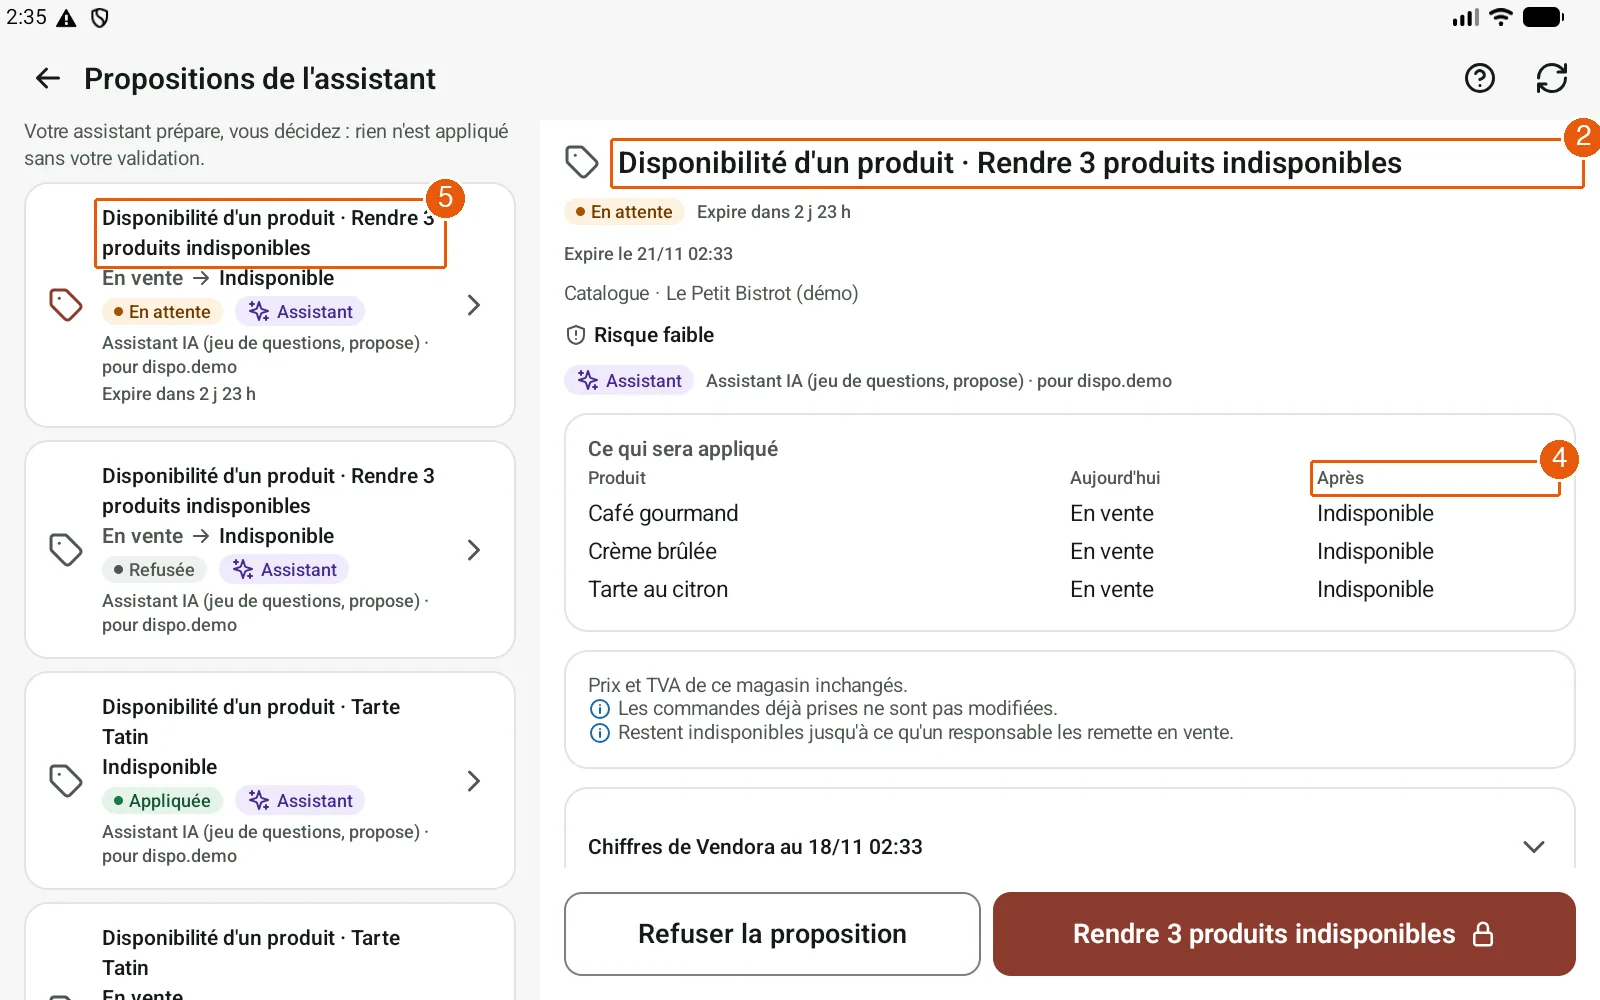 2:35
Propositions de l'assistant
Votre assistant prépare, vous décidez : rien n'est appliqué
sans votre validation.
5
Disponibilité d'un produit · Rendre 3
produits indisponibles
En vente → Indisponible
En attente
Assistant
Assistant IA (jeu de questions, propose) ·
pour dispo.demo
Expire dans 2 j 23 h
Disponibilité d'un produit · Rendre 3
produits indisponibles
En vente → Indisponible
Refusée
Assistant
Assistant IA (jeu de questions, propose) ·
pour dispo.demo
Disponibilité d'un produit · Tarte
Tatin
Indisponible
Appliquée
Assistant
Assistant IA (jeu de questions, propose) ·
pour dispo.demo
Disponibilité d'un produit · Tarte
Tatin
En vente
2
Disponibilité d'un produit · Rendre 3 produits indisponibles
En attente
Expire dans 2 j 23 h
Expire le 21/11 02:33
Catalogue · Le Petit Bistrot (démo)
Risque faible
Assistant
Assistant IA (jeu de questions, propose) · pour dispo.demo
Ce qui sera appliqué
4
Produit Aujourd'hui Après
Café gourmand En vente Indisponible
Crème brûlée En vente Indisponible
Tarte au citron En vente Indisponible
Prix et TVA de ce magasin inchangés.
Les commandes déjà prises ne sont pas modifiées.
Restent indisponibles jusqu'à ce qu'un responsable les remette en vente.
Chiffres de Vendora au 18/11 02:33
Refuser la proposition
Rendre 3 produits indisponibles